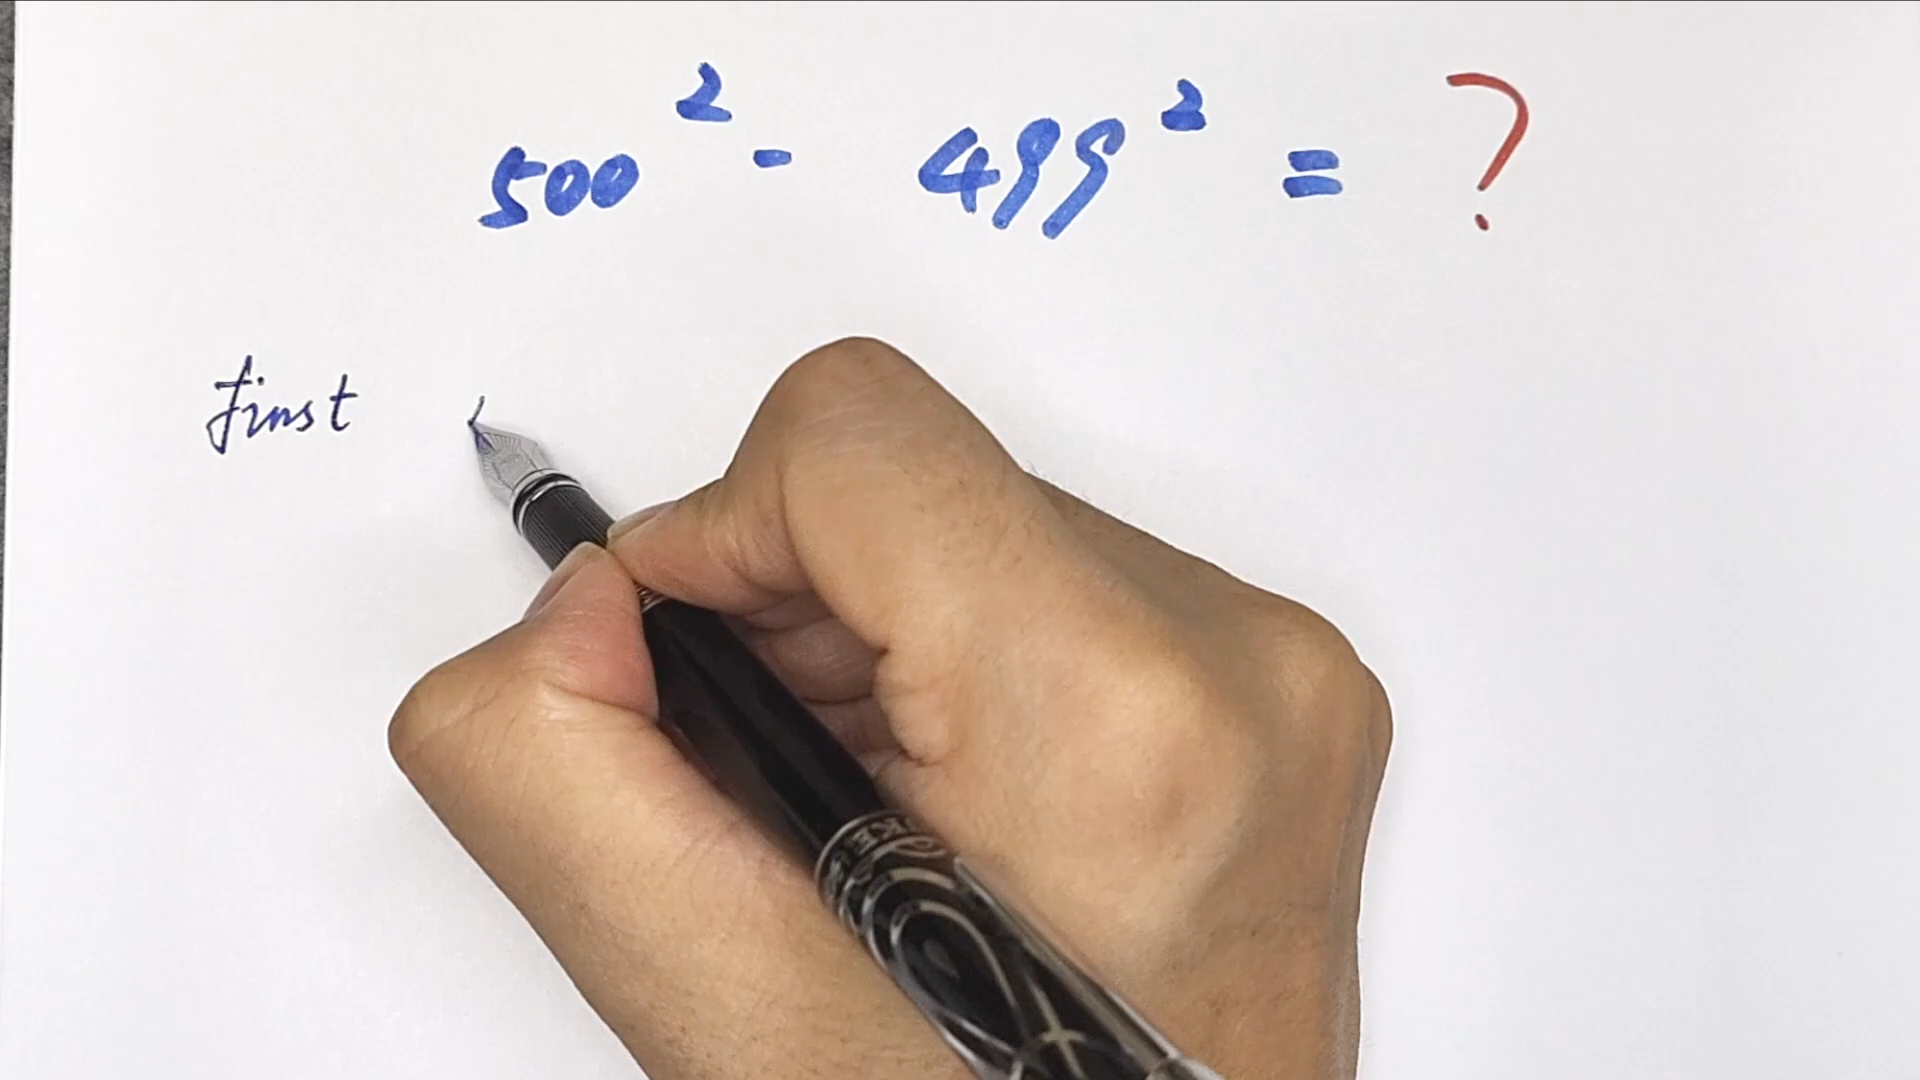 500² - 499² = ?
first